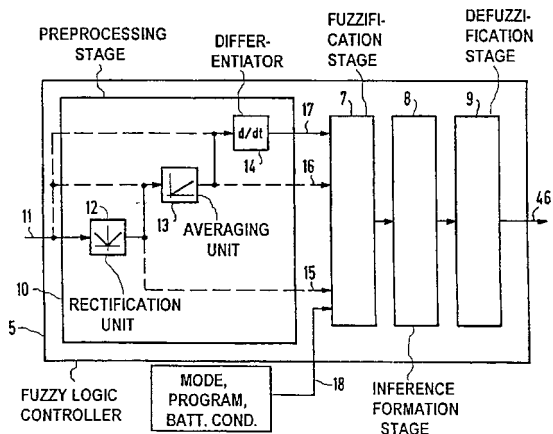 PREPROCESSING
STAGE
DIFFER-
ENTIATOR
FUZZIFI-
CATION
STAGE
DEFUZZI-
FICATION
STAGE
17
7
8
9
d/dt
14
16
46
12
11
13
AVERAGING
UNIT
15
10
RECTIFICATION
UNIT
5
FUZZY LOGIC
CONTROLLER
MODE,
PROGRAM,
BATT. COND.
18
INFERENCE
FORMATION
STAGE